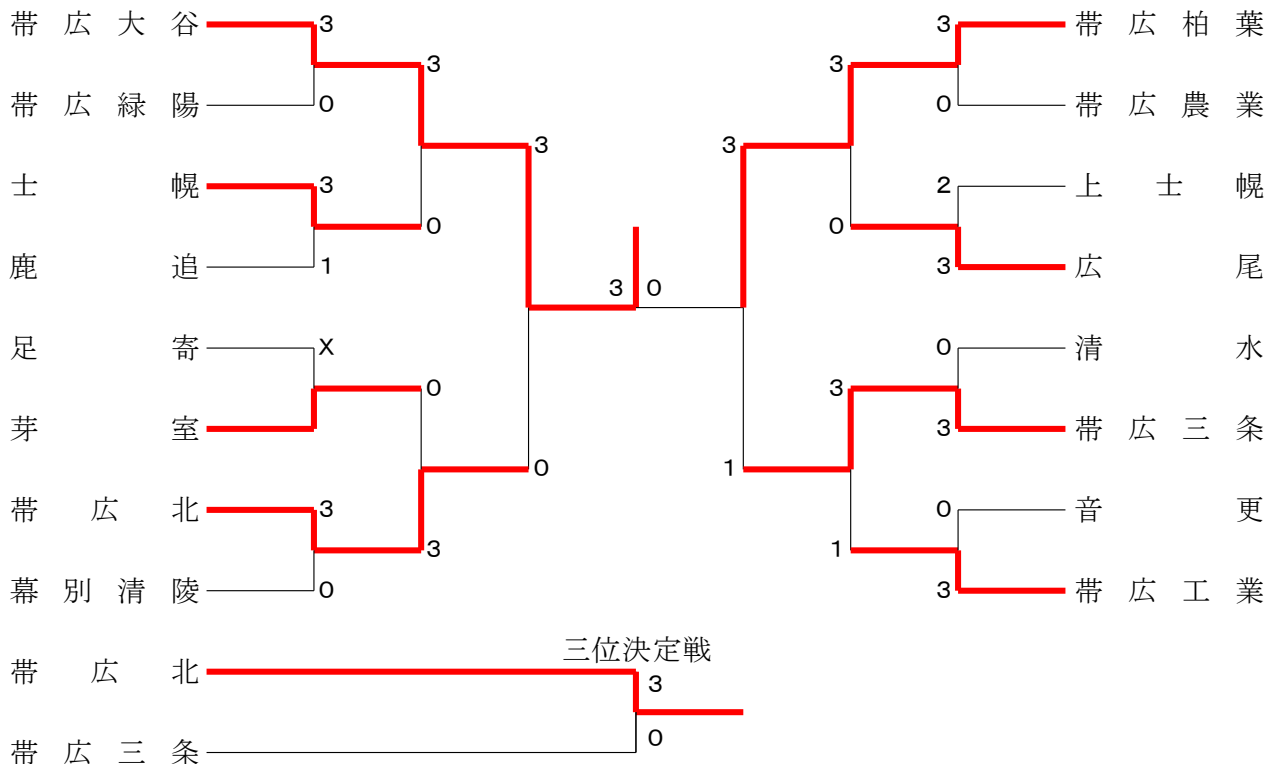 帯広大谷 3 3 帯広柏葉
3 3
帯広緑陽 0 0 帯広農業
3 3
士幌 3 2 上士幌
0 0
鹿追 1 3 広尾
3 0
足寄 X 0 清水
0 3
芽室 3 帯広三条
0 1
帯広北 3 0 音更
3 1
幕別清陵 0 3 帯広工業
三位決定戦
帯広北 3
帯広三条 0